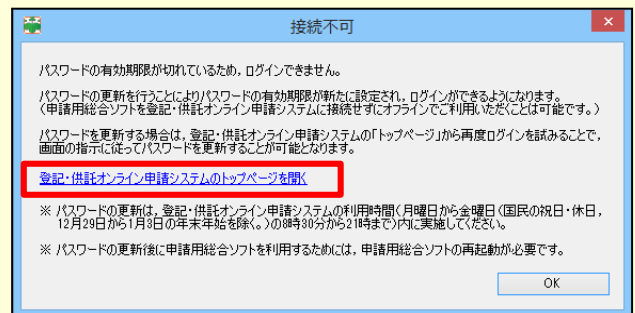 接続不可
×
パスワードの有効期限が切れているため，ログインできません。
パスワードの更新を行うことによりパスワードの有効期限が新たに設定され，ログインができるようになります。
（申請用総合ソフトを登記・供託オンライン申請システムに接続せずにオフラインでご利用いただくことは可能です。）
パスワードを更新する場合は，登記・供託オンライン申請システムの「トップページ」から再度ログインを試みることで，
画面の指示に従ってパスワードを更新することが可能となります。
登記・供託オンライン申請システムのトップページを開く
※ パスワードの更新は，登記・供託オンライン申請システムの利用時間（月曜日から金曜日（国民の祝日・休日，
12月29日から1月3日の年末年始を除く。）の8時30分から21時まで）内に実施してください。
※ パスワードの更新後に申請用総合ソフトを利用するためには，申請用総合ソフトの再起動が必要です。
OK